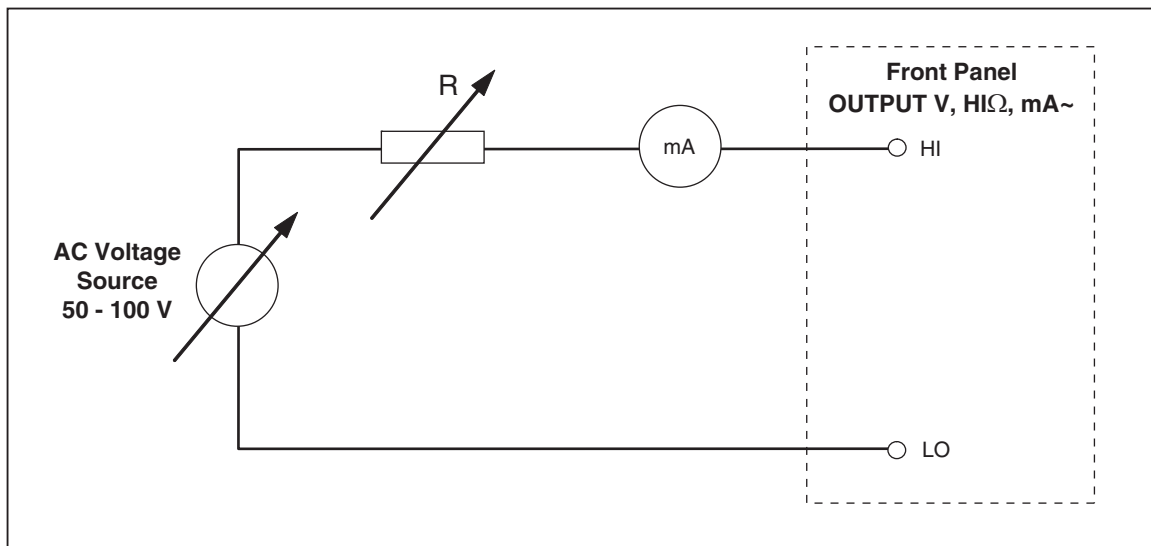 R
mA
Front Panel
OUTPUT V, HIΩ, mA~
HI
AC Voltage
Source
50 - 100 V
LO